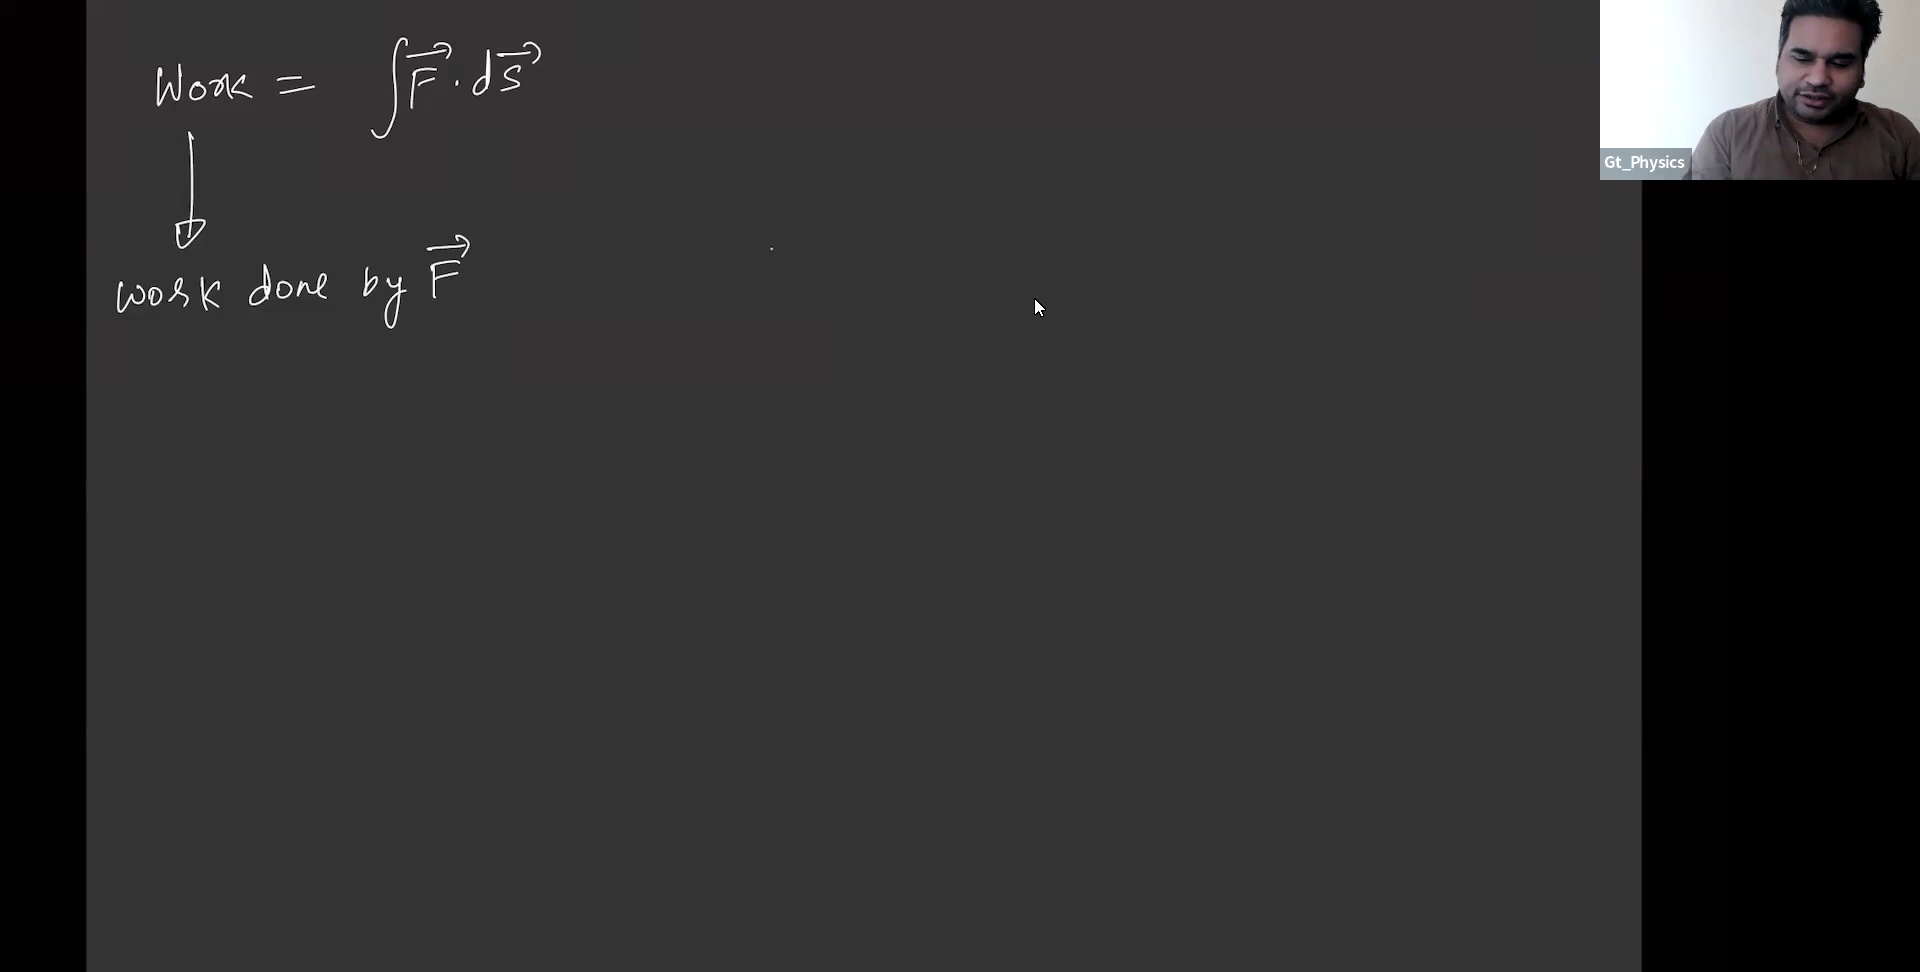 Work = ∫F⃗ · ds⃗
work done by F⃗
Gt_Physics